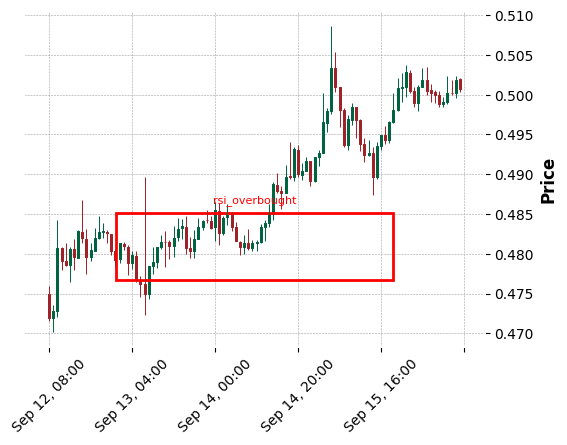 0.510
0.505
0.500
0.495
0.490
0.485
0.480
0.475
0.470
Price
rsi_overbought
Sep 12, 08:00
Sep 13, 04:00
Sep 14, 00:00
Sep 14, 20:00
Sep 15, 16:00